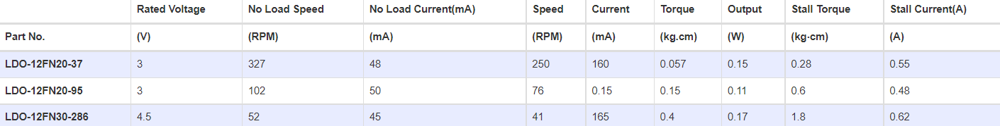 Rated Voltage No Load Speed No Load Current(mA) Speed Current Torque Output Stall Torque Stall Current(A)
Part No. (V) (RPM) (mA) (RPM) (mA) (kg.cm) (W) (kg·cm) (A)
LDO-12FN20-37 3 327 48 250 160 0.057 0.15 0.28 0.55
LDO-12FN20-95 3 102 50 76 0.15 0.15 0.11 0.6 0.48
LDO-12FN30-286 4.5 52 45 41 165 0.4 0.17 1.8 0.62